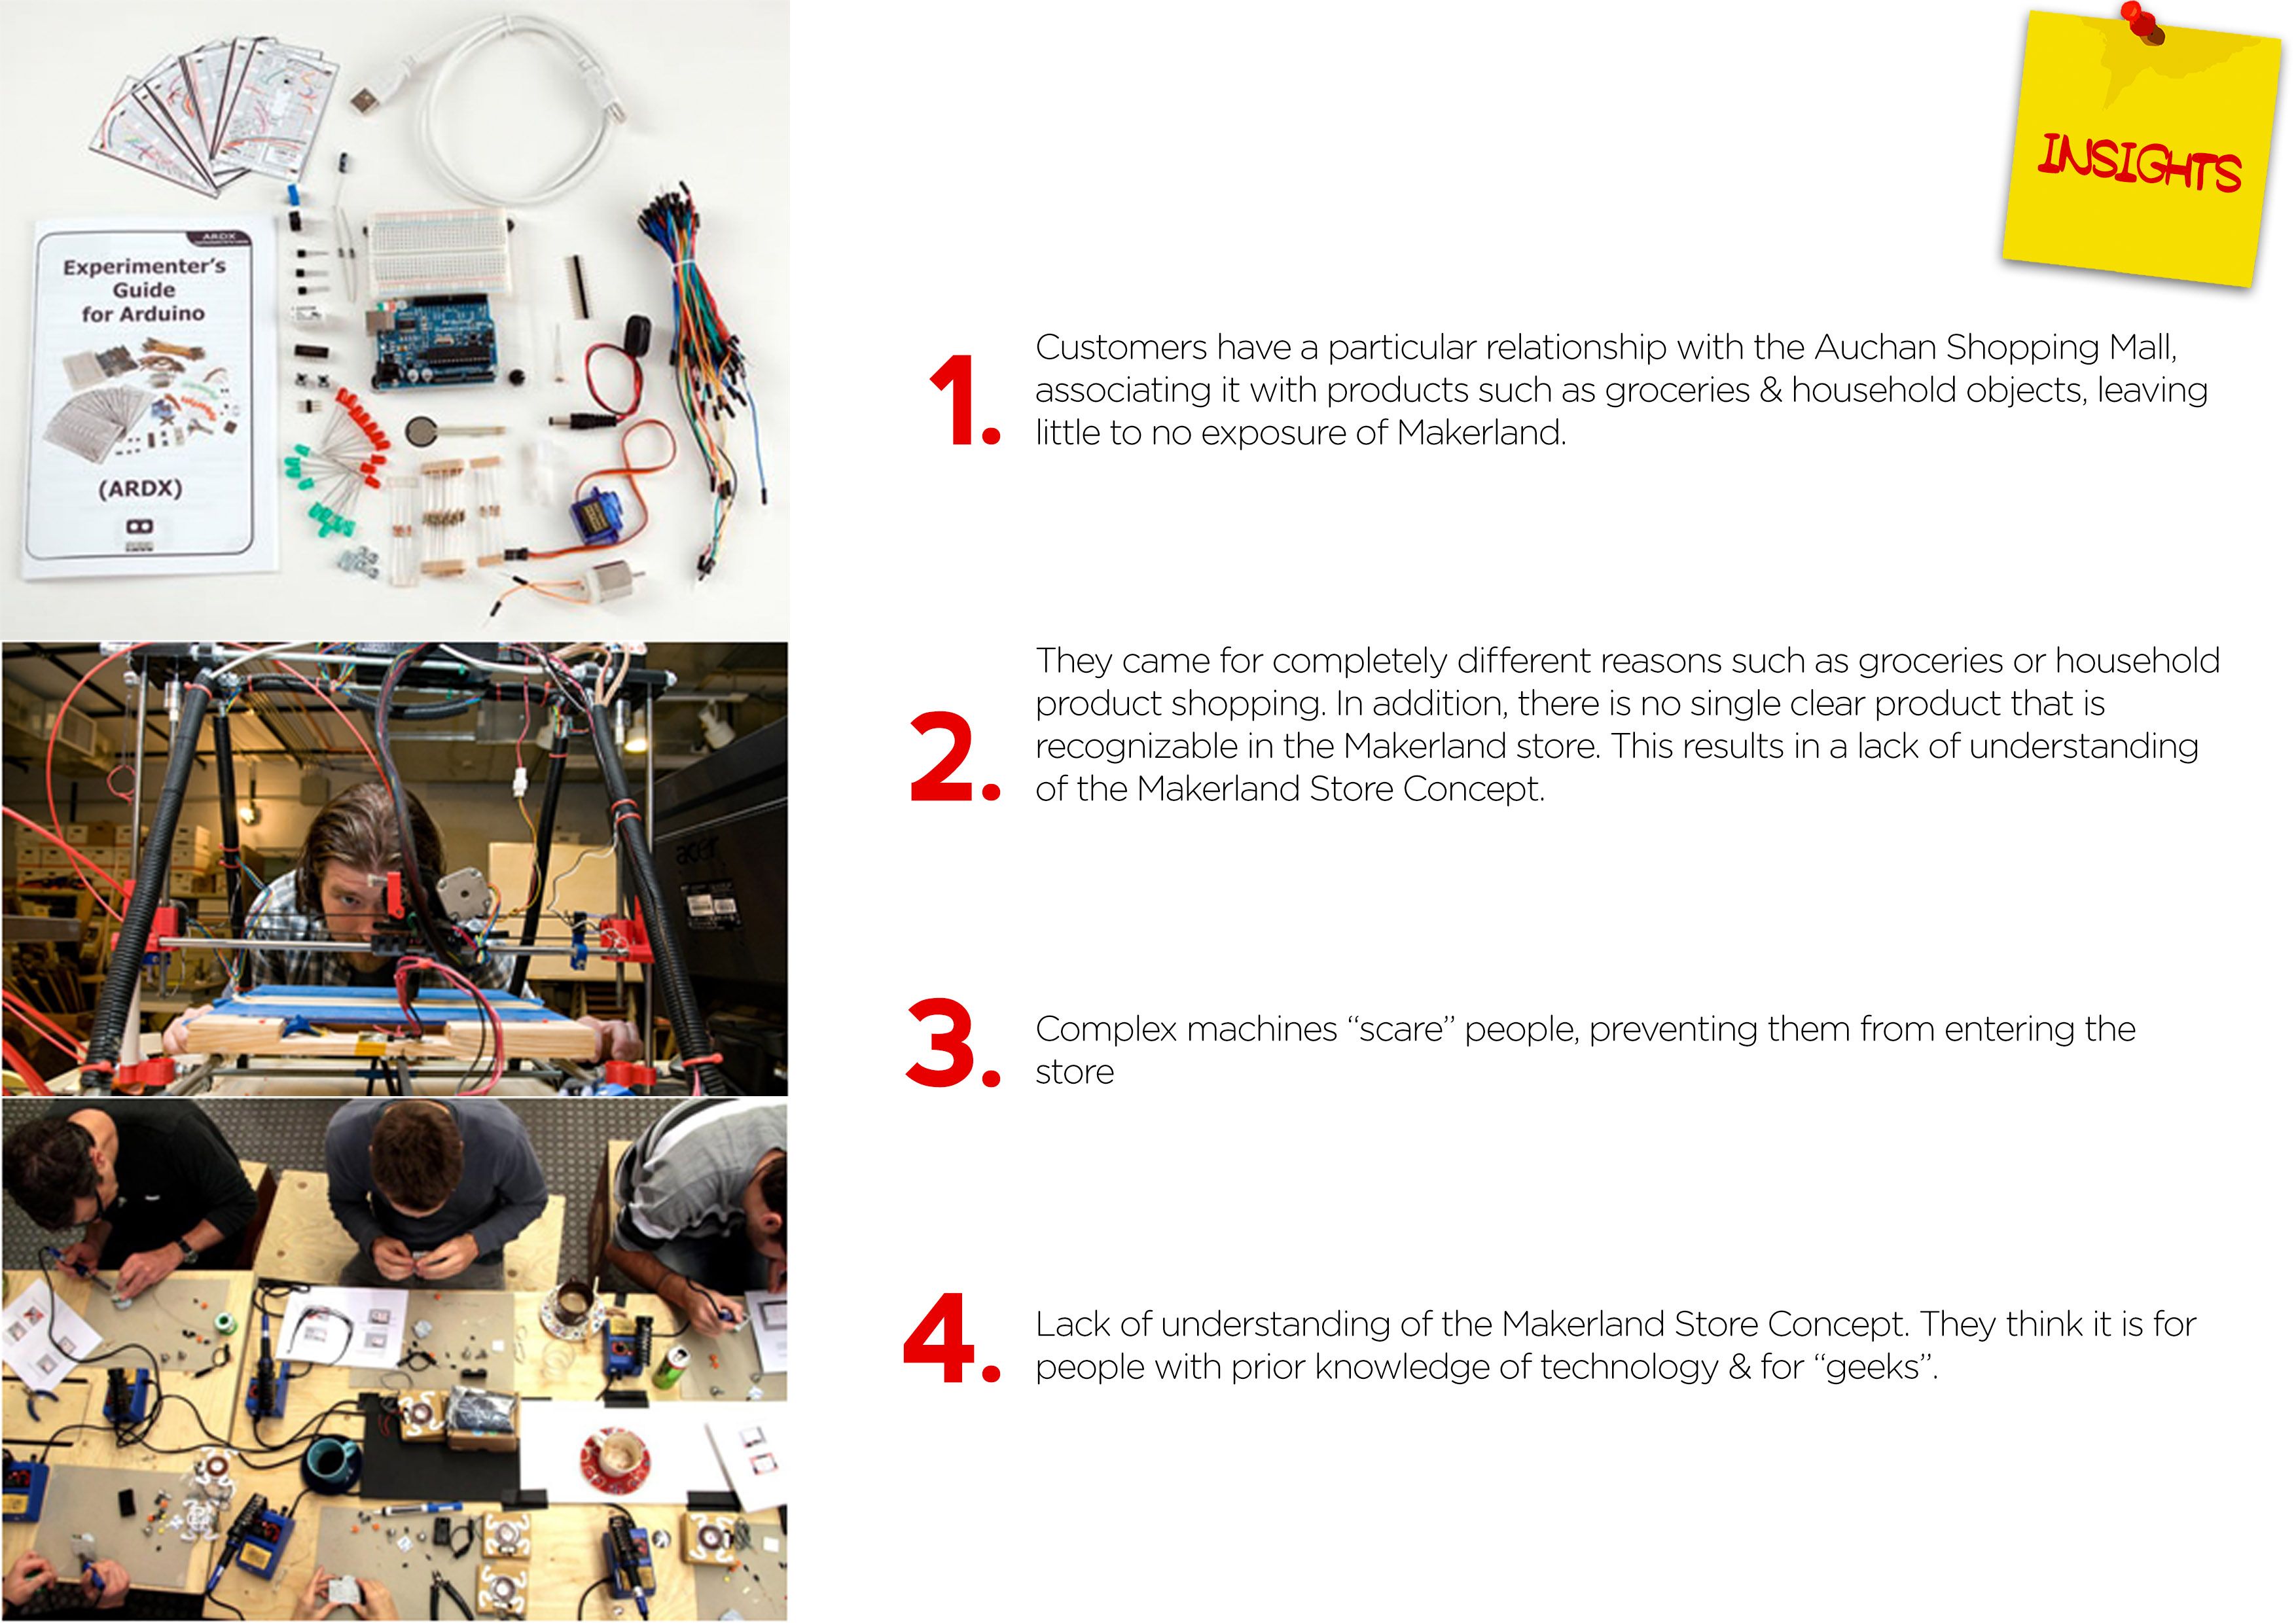 INSIGHTS
ARDX
Experimenter's
Guide
for Arduino
(ARDX)
acer
1.
Customers have a particular relationship with the Auchan Shopping Mall,
associating it with products such as groceries & household objects, leaving
little to no exposure of Makerland.
2.
They came for completely different reasons such as groceries or household
product shopping. In addition, there is no single clear product that is
recognizable in the Makerland store. This results in a lack of understanding
of the Makerland Store Concept.
3.
Complex machines “scare” people, preventing them from entering the
store
4.
Lack of understanding of the Makerland Store Concept. They think it is for
people with prior knowledge of technology & for “geeks”.